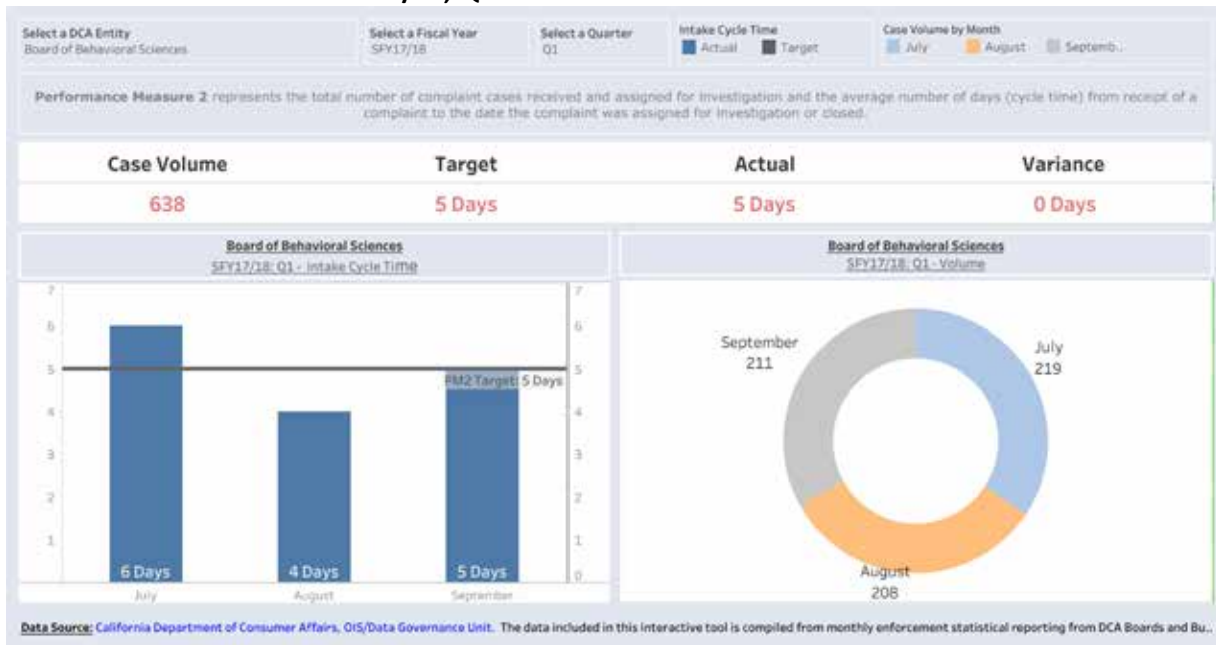 Select a DCA Entity
Board of Behavioral Sciences
Select a Fiscal Year
SFY17/18
Select a Quarter
Q1
Intake Cycle Time
Actual Target
Case Volume by Month
July August Septemb..
Performance Measure 2 represents the total number of complaint cases received and assigned for investigation and the average number of days (cycle time) from receipt of a
complaint to the date the complaint was assigned for investigation or closed.
Case Volume Target Actual Variance
638 5 Days 5 Days 0 Days
Board of Behavioral Sciences
SFY17/18: Q1 - Intake Cycle Time
7
6
5
4
3
2
1
PM2 Target: 5 Days
7
6
5
4
3
2
1
0
6 Days 4 Days 5 Days
July August September
Board of Behavioral Sciences
SFY17/18: Q1 - Volume
September
211
July
219
August
208
Data Source: California Department of Consumer Affairs, OIS/Data Governance Unit. The data included in this interactive tool is compiled from monthly enforcement statistical reporting from DCA Boards and Bu..